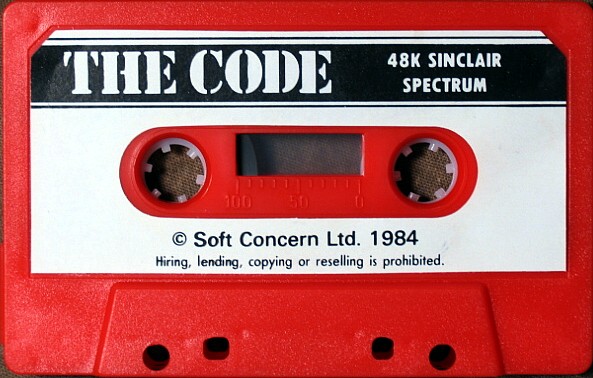 THE CODE
48K SINCLAIR
SPECTRUM
100 50 0
© Soft Concern Ltd. 1984
Hiring, lending, copying or reselling is prohibited.